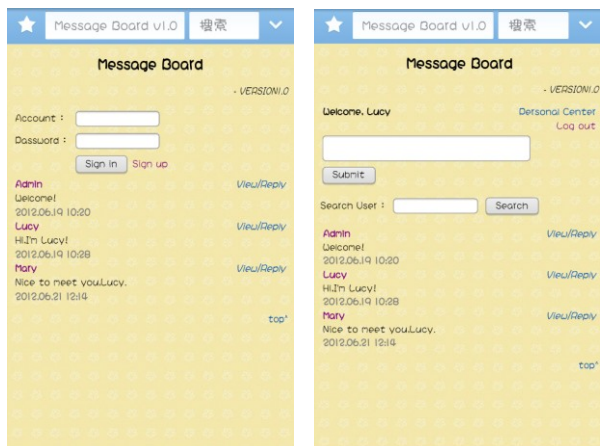 Message Board v1.0 搜索
Message Board
- VERSION1.0
Account :
Password :
Sign in Sign up
Admin View/Reply
Welcome!
2012.06.19 10:20
Lucy View/Reply
Hi,I'm Lucy!
2012.06.19 10:28
Mary View/Reply
Nice to meet you,Lucy.
2012.06.21 12:14
top^
Message Board v1.0 搜索
Message Board
- VERSION1.0
Welcome, Lucy Personal Center
Log out
Submit
Search User : Search
Admin View/Reply
Welcome!
2012.06.19 10:20
Lucy View/Reply
Hi,I'm Lucy!
2012.06.19 10:28
Mary View/Reply
Nice to meet you,Lucy.
2012.06.21 12:14
top^